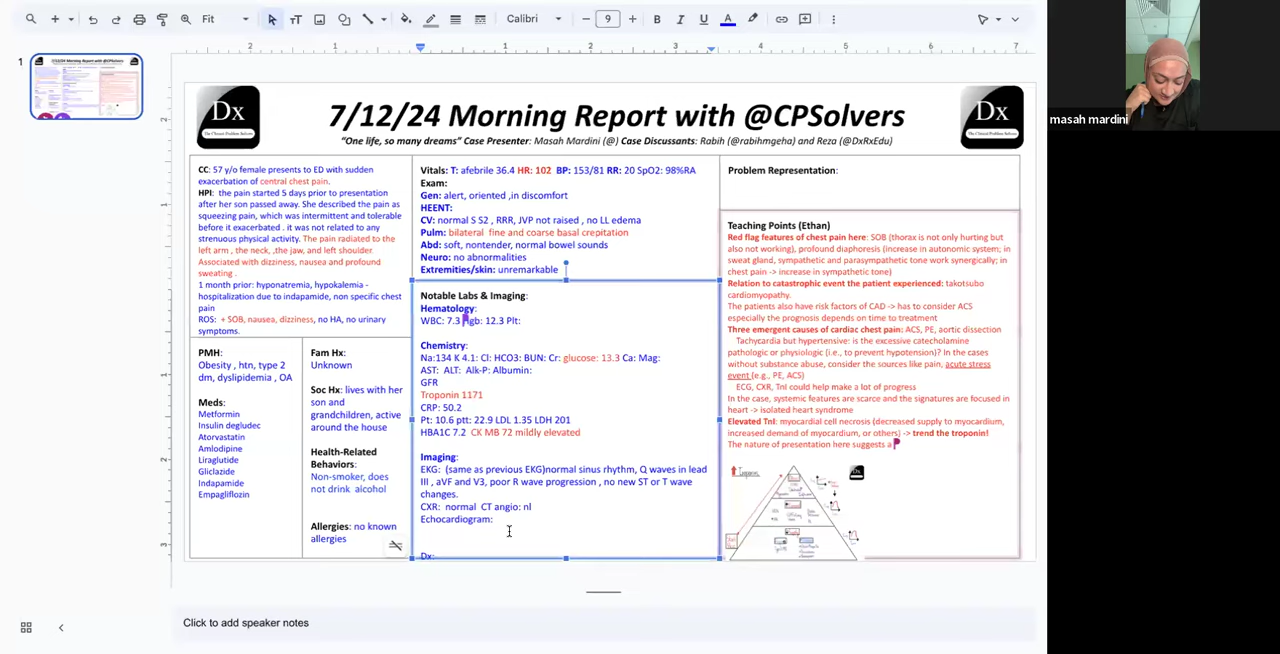 Fit
Calibri
9
B I U A
2 1 1 2 3 4 5 6 7
1
7/12/24 Morning Report with @CPSolvers
"One life, so many dreams" Case Presenter: Masah Mardini (@) Case Discussants: Rabih (@rabihmgeha) and Reza (@DxRxEdu)
Dx
The Clinical Problem Solvers
Dx
The Clinical Problem Solvers
CC: 57 y/o female presents to ED with sudden
exacerbation of central chest pain.
HPI: the pain started 5 days prior to presentation
after her son passed away. She described the pain as
squeezing pain, which was intermittent and tolerable
before it exacerbated . it was not related to any
strenuous physical activity. The pain radiated to the
left arm , the neck, ,the jaw, and left shoulder.
Associated with dizziness, nausea and profound
sweating .
1 month prior: hyponatremia, hypokalemia -
hospitalization due to indapamide, non specific chest
pain
ROS: + SOB, nausea, dizziness, no HA, no urinary
symptoms.
PMH:
Obesity , htn, type 2
dm, dyslipidemia , OA
Meds:
Metformin
Insulin degludec
Atorvastatin
Amlodipine
Liraglutide
Gliclazide
Indapamide
Empagliflozin
Fam Hx:
Unknown
Soc Hx: lives with her
son and
grandchildren, active
around the house
Health-Related
Behaviors:
Non-smoker, does
not drink alcohol
Allergies: no known
allergies
Vitals: T: afebrile 36.4 HR: 102 BP: 153/81 RR: 20 SpO2: 98%RA
Exam:
Gen: alert, oriented ,in discomfort
HEENT:
CV: normal S S2 , RRR, JVP not raised , no LL edema
Pulm: bilateral fine and coarse basal crepitation
Abd: soft, nontender, normal bowel sounds
Neuro: no abnormalities
Extremities/skin: unremarkable
Notable Labs & Imaging:
Hematology:
WBC: 7.3 Hgb: 12.3 Plt:
Chemistry:
Na:134 K 4.1: Cl: HCO3: BUN: Cr: glucose: 13.3 Ca: Mag:
AST: ALT: Alk-P: Albumin:
GFR
Troponin 1171
CRP: 50.2
Pt: 10.6 ptt: 22.9 LDL 1.35 LDH 201
HBA1C 7.2 CK MB 72 mildly elevated
Imaging:
EKG: (same as previous EKG)normal sinus rhythm, Q waves in lead
III , aVF and V3, poor R wave progression , no new ST or T wave
changes.
CXR: normal CT angio: nl
Echocardiogram:
Dx:
Problem Representation:
Teaching Points (Ethan)
Red flag features of chest pain here: SOB (thorax is not only hurting but
also not working), profound diaphoresis (increase in autonomic system; in
sweat gland, sympathetic and parasympathetic tone work synergically; in
chest pain -> increase in sympathetic tone)
Relation to catastrophic event the patient experienced: takotsubo
cardiomyopathy.
The patients also have risk factors of CAD -> has to consider ACS
especially the prognosis depends on time to treatment
Three emergent causes of cardiac chest pain: ACS, PE, aortic dissection
Tachycardia but hypertensive: is the excessive catecholamine
pathologic or physiologic (i.e., to prevent hypotension)? In the cases
without substance abuse, consider the sources like pain, acute stress
event (e.g., PE, ACS)
ECG, CXR, TnI could help make a lot of progress
In the case, systemic features are scarce and the signatures are focused in
heart -> isolated heart syndrome
Elevated TnI: myocardial cell necrosis (decreased supply to myocardium,
increased demand of myocardium, or others) -> trend the troponin!
The nature of presentation here suggests a
Click to add speaker notes
masah mardini